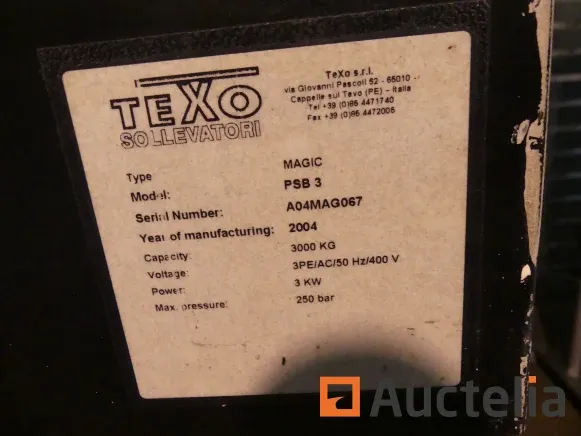 TEXO
SOLLEVATORI
TeXo s.r.l.
via Giovanni Pascoli 52 - 65010 -
Cappelle sul Tavo (PE) - Italia
Tel +39 (0)85 4471740
Fax +39 (0)85 4472005
Type MAGIC
Model: PSB 3
Serial Number: A04MAG067
Year of manufacturing: 2004
Capacity: 3000 KG
Voltage: 3PE/AC/50 Hz/400 V
Power: 3 KW
Max. pressure: 250 bar
Auctelia